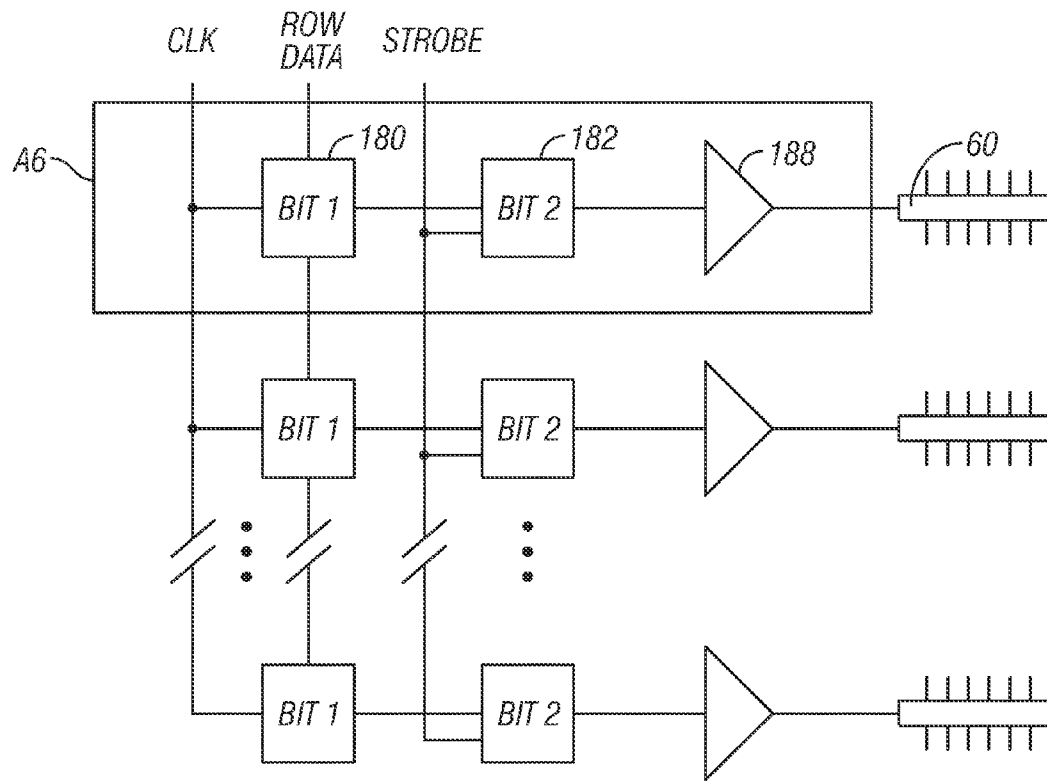 CLK
ROW
DATA
STROBE
A6
180
182
188
60
BIT 1
BIT 2
BIT 1
BIT 2
BIT 1
BIT 2